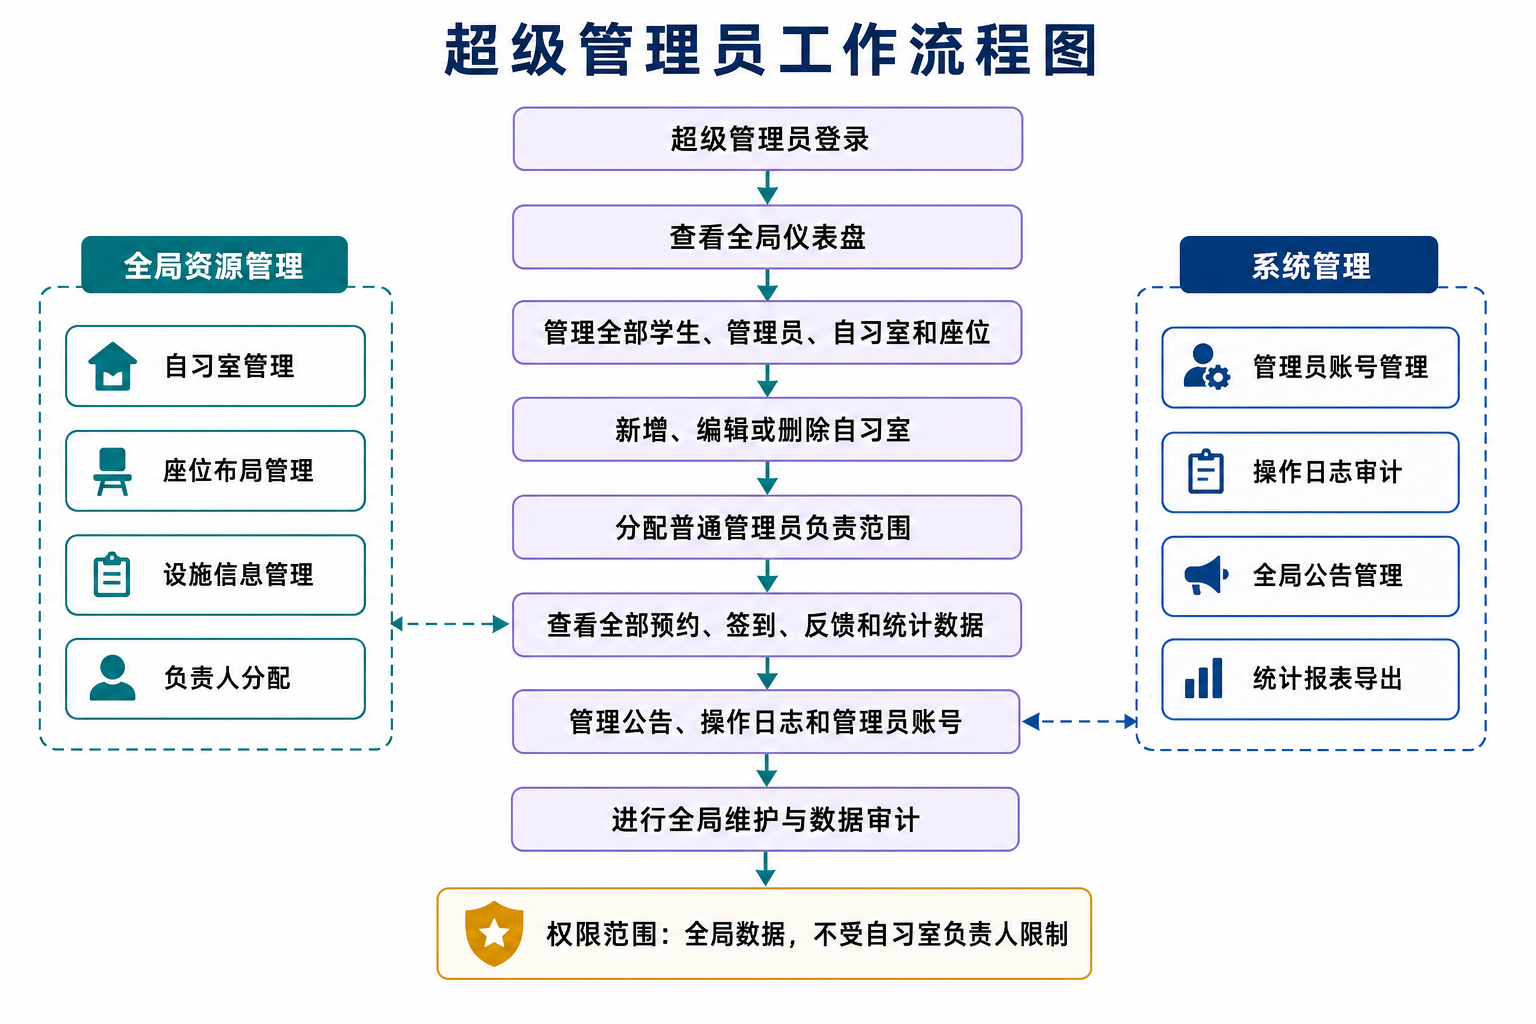 超级管理员工作流程图
超级管理员登录
查看全局仪表盘
管理全部学生、管理员、自习室和座位
新增、编辑或删除自习室
分配普通管理员负责范围
查看全部预约、签到、反馈和统计数据
管理公告、操作日志和管理员账号
进行全局维护与数据审计
权限范围：全局数据，不受自习室负责人限制
全局资源管理
自习室管理
座位布局管理
设施信息管理
负责人分配
系统管理
管理员账号管理
操作日志审计
全局公告管理
统计报表导出